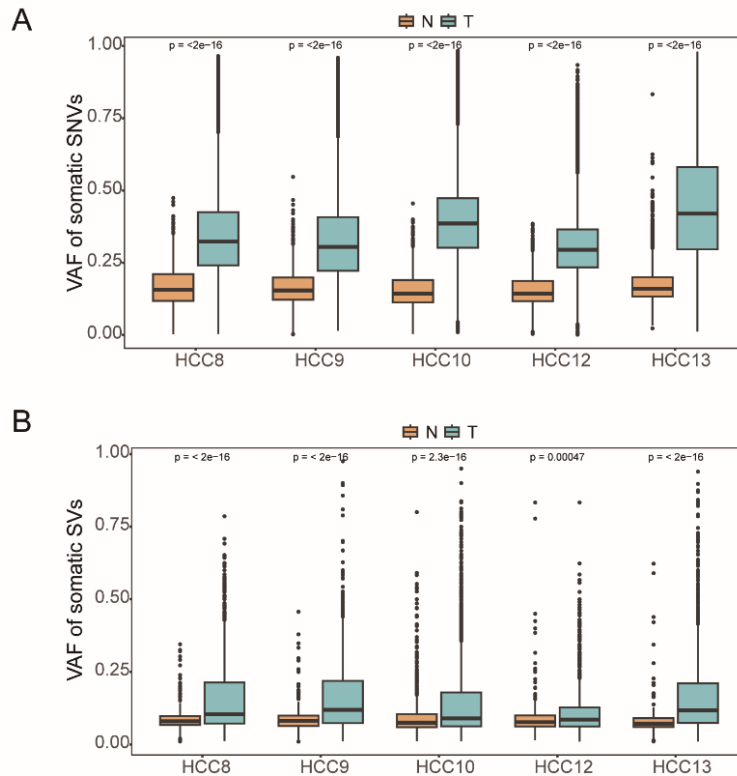 A
N T
p = <2e-16 p = <2e-16 p = <2e-16 p = <2e-16 p = <2e-16
1.00
0.75
0.50
0.25
0.00
VAF of somatic SNVs
HCC8 HCC9 HCC10 HCC12 HCC13
B
N T
p = < 2e-16 p = < 2e-16 p = 2.3e-16 p = 0.00047 p = < 2e-16
1.00
0.75
0.50
0.25
0.00
VAF of somatic SVs
HCC8 HCC9 HCC10 HCC12 HCC13